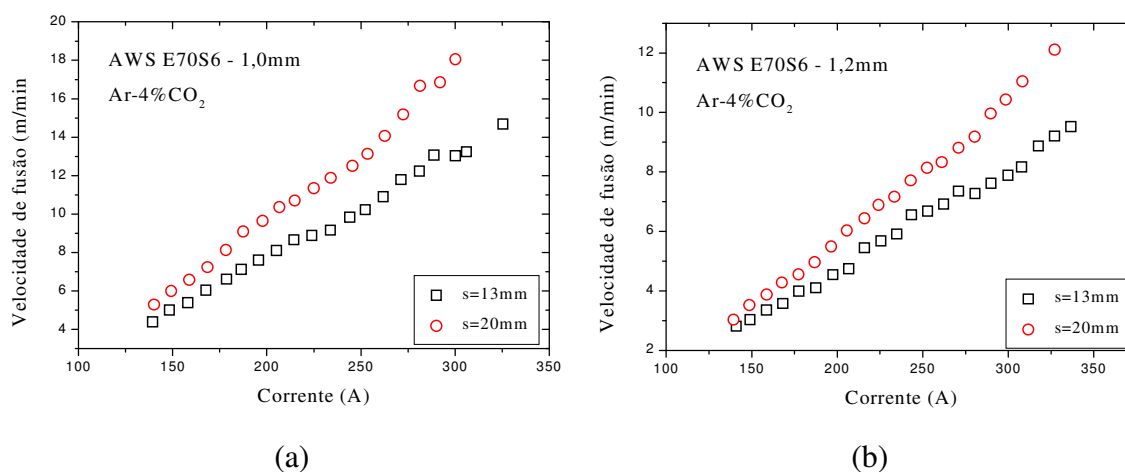 20
18
16
14
12
10
8
6
4
Velocidade de fusão (m/min)
AWS E70S6 - 1,0mm
Ar-4%CO₂
s=13mm
s=20mm
100 150 200 250 300 350
Corrente (A)
(a)
12
10
8
6
4
2
Velocidade de fusão (m/min)
AWS E70S6 - 1,2mm
Ar-4%CO₂
s=13mm
s=20mm
100 150 200 250 300 350
Corrente (A)
(b)